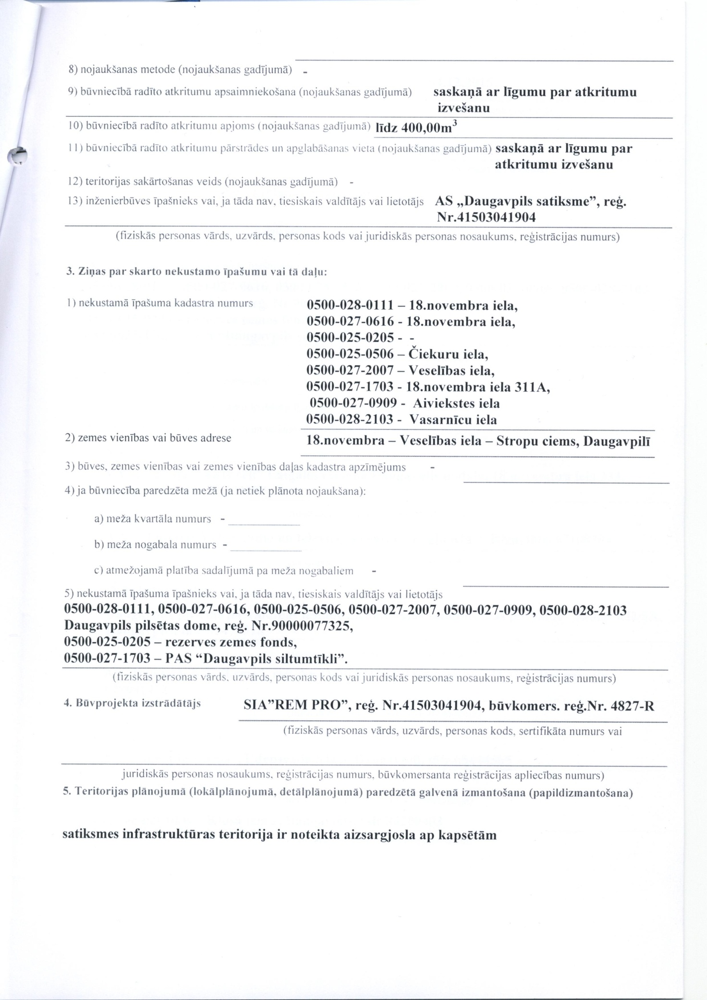 8) nojaukšanas metode (nojaukšanas gadījumā) -
9) būvniecībā radīto atkritumu apsaimniekošana (nojaukšanas gadījumā) saskaņā ar līgumu par atkritumu
izvešanu
10) būvniecībā radīto atkritumu apjoms (nojaukšanas gadījumā) līdz 400,00m³
11) būvniecībā radīto atkritumu pārstrādes un apglabāšanas vieta (nojaukšanas gadījumā) saskaņā ar līgumu par
atkritumu izvešanu
12) teritorijas sakārtošanas veids (nojaukšanas gadījumā) -
13) inženierbūves īpašnieks vai, ja tāda nav, tiesiskais valdītājs vai lietotājs AS „Daugavpils satiksme”, reģ.
Nr.41503041904
(fiziskās personas vārds, uzvārds, personas kods vai juridiskās personas nosaukums, reģistrācijas numurs)
3. Ziņas par skarto nekustamo īpašumu vai tā daļu:
1) nekustamā īpašuma kadastra numurs 0500-028-0111 – 18.novembra iela,
0500-027-0616 - 18.novembra iela,
0500-025-0205 - -
0500-025-0506 – Čiekuru iela,
0500-027-2007 – Veselības iela,
0500-027-1703 - 18.novembra iela 311A,
0500-027-0909 - Aiviekstes iela
0500-028-2103 - Vasarnīcu iela
2) zemes vienības vai būves adrese 18.novembra – Veselības iela – Stropu ciems, Daugavpilī
3) būves, zemes vienības vai zemes vienības daļas kadastra apzīmējums -
4) ja būvniecība paredzēta mežā (ja netiek plānota nojaukšana):
a) meža kvartāla numurs -
b) meža nogabala numurs -
c) atmežojamā platība sadalījumā pa meža nogabaliem -
5) nekustamā īpašuma īpašnieks vai, ja tāda nav, tiesiskais valdītājs vai lietotājs
0500-028-0111, 0500-027-0616, 0500-025-0506, 0500-027-2007, 0500-027-0909, 0500-028-2103
Daugavpils pilsētas dome, reģ. Nr.90000077325,
0500-025-0205 – rezerves zemes fonds,
0500-027-1703 – PAS “Daugavpils siltumtīkli”.
(fiziskās personas vārds, uzvārds, personas kods vai juridiskās personas nosaukums, reģistrācijas numurs)
4. Būvprojekta izstrādātājs SIA”REM PRO”, reģ. Nr.41503041904, būvkomers. reģ.Nr. 4827-R
(fiziskās personas vārds, uzvārds, personas kods, sertifikāta numurs vai
juridiskās personas nosaukums, reģistrācijas numurs, būvkomersanta reģistrācijas apliecības numurs)
5. Teritorijas plānojumā (lokālplānojumā, detālplānojumā) paredzētā galvenā izmantošana (papildizmantošana)
satiksmes infrastruktūras teritorija ir noteikta aizsargjosla ap kapsētām